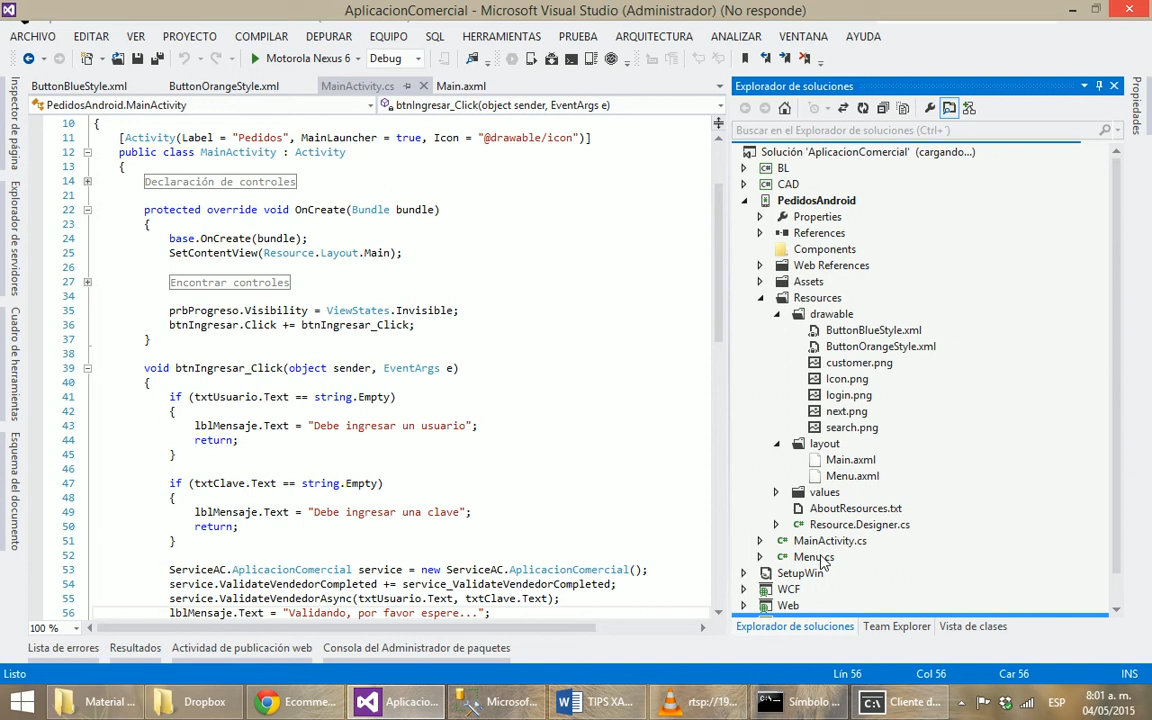 AplicacionComercial - Microsoft Visual Studio (Administrador) (No responde)
ARCHIVO EDITAR VER PROYECTO COMPILAR DEPURAR EQUIPO SQL HERRAMIENTAS PRUEBA ARQUITECTURA ANALIZAR VENTANA AYUDA
Motorola Nexus 6 Debug
ButtonBlueStyle.xml ButtonOrangeStyle.xml MainActivity.cs Main.axml
PedidosAndroid.MainActivity btnIngresar_Click(object sender, EventArgs e)
10 {
11 [Activity(Label = "Pedidos", MainLauncher = true, Icon = "@drawable/icon")]
12 public class MainActivity : Activity
13 {
14 Declaración de controles
21
22 protected override void OnCreate(Bundle bundle)
23 {
24 base.OnCreate(bundle);
25 SetContentView(Resource.Layout.Main);
26
27 Encontrar controles
34
35 prbProgreso.Visibility = ViewStates.Invisible;
36 btnIngresar.Click += btnIngresar_Click;
37 }
38
39 void btnIngresar_Click(object sender, EventArgs e)
40 {
41 if (txtUsuario.Text == string.Empty)
42 {
43 lblMensaje.Text = "Debe ingresar un usuario";
44 return;
45 }
46
47 if (txtClave.Text == string.Empty)
48 {
49 lblMensaje.Text = "Debe ingresar una clave";
50 return;
51 }
52
53 ServiceAC.AplicacionComercial service = new ServiceAC.AplicacionComercial();
54 service.ValidateVendedorCompleted += service_ValidateVendedorCompleted;
55 service.ValidateVendedorAsync(txtUsuario.Text, txtClave.Text);
56 lblMensaje.Text = "Validando, por favor espere...";
100 %
Inspector de página
Explorador de servidores
Cuadro de herramientas
Esquema del documento
Explorador de soluciones
Buscar en el Explorador de soluciones (Ctrl+´)
Solución 'AplicacionComercial' (cargando...)
BL
CAD
PedidosAndroid
Properties
References
Components
Web References
Assets
Resources
drawable
ButtonBlueStyle.xml
ButtonOrangeStyle.xml
customer.png
Icon.png
login.png
next.png
search.png
layout
Main.axml
Menu.axml
values
AboutResources.txt
Resource.Designer.cs
MainActivity.cs
Menu.cs
SetupWin
WCF
Web
Explorador de soluciones Team Explorer Vista de clases
Propiedades
Lista de errores Resultados Actividad de publicación web Consola del Administrador de paquetes
Listo Lín 56 Col 56 Car 56 INS
Material ... Dropbox Ecomme... Aplicacio... Microsof... TIPS XA... rtsp://19... Símbolo ... Cliente d... ESP
8:01 a. m.
04/05/2015